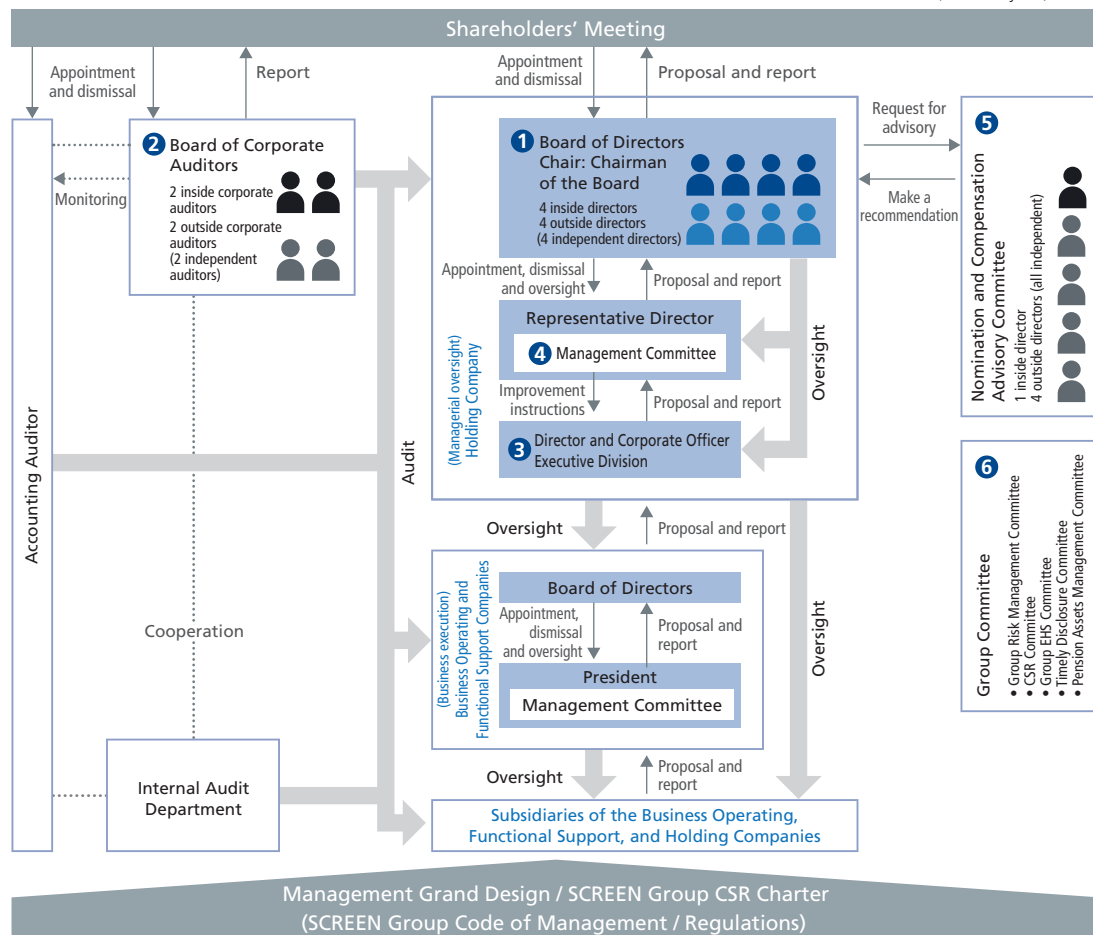 Shareholders' Meeting
Appointment
and dismissal
Report
Appointment
and dismissal
Proposal and report
Accounting Auditor
Monitoring
2 Board of Corporate
Auditors
2 inside corporate
auditors
2 outside corporate
auditors
(2 independent
auditors)
1 Board of Directors
Chair: Chairman
of the Board
4 inside directors
4 outside directors
(4 independent directors)
Request for
advisory
Make a
recommendation
5
Nomination and Compensation
Advisory Committee
1 inside director
4 outside directors (all independent)
Appointment, dismissal
and oversight
Proposal and report
Representative Director
4 Management Committee
Improvement
instructions
Proposal and report
3 Director and Corporate Officer
Executive Division
(Managerial oversight)
Holding Company
Oversight
Audit
6
Group Committee
• Group Risk Management Committee
• CSR Committee
• Group EHS Committee
• Timely Disclosure Committee
• Pension Assets Management Committee
Oversight
Proposal and report
Cooperation
(Business execution)
Business Operating and
Functional Support Companies
Board of Directors
Appointment,
dismissal
and oversight
Proposal and
report
President
Management Committee
Oversight
Internal Audit
Department
Oversight
Proposal and
report
Subsidiaries of the Business Operating,
Functional Support, and Holding Companies
Management Grand Design / SCREEN Group CSR Charter
(SCREEN Group Code of Management / Regulations)